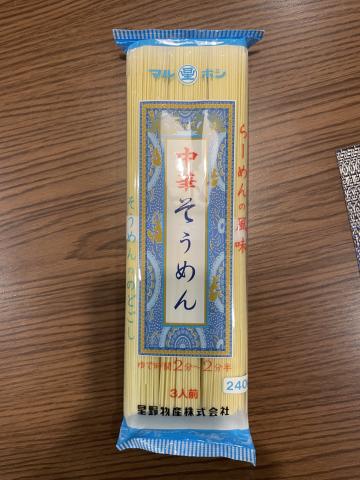 マル 星 ホシ
らーめんの風味
中華そうめん
そうめんののどごし
ゆで時間2分~2分半
3人前
240
星野物産株式会社